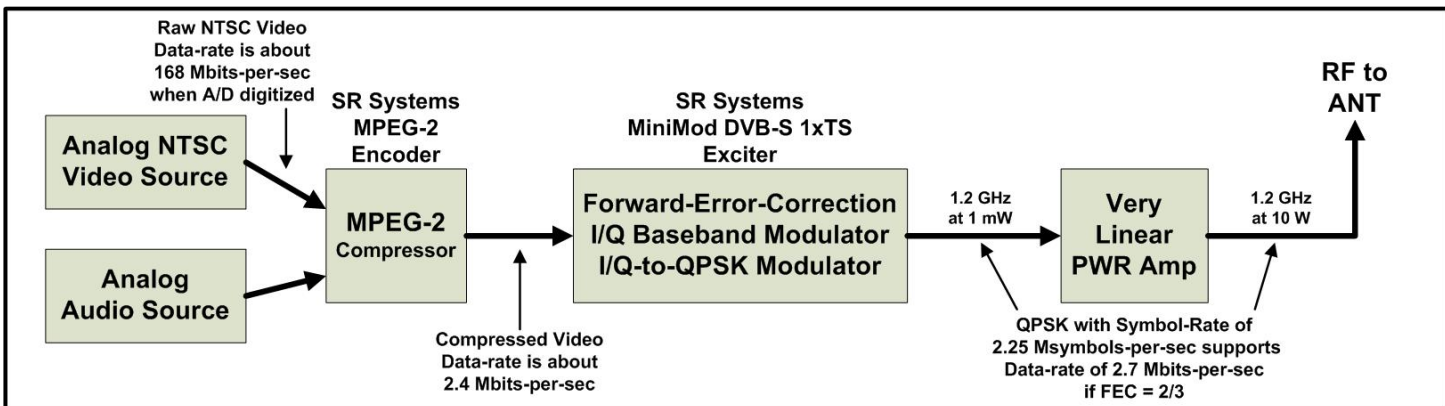 Raw NTSC Video
Data-rate is about
168 Mbits-per-sec
when A/D digitized
Analog NTSC
Video Source
Analog
Audio Source
SR Systems
MPEG-2
Encoder
MPEG-2
Compressor
Compressed Video
Data-rate is about
2.4 Mbits-per-sec
SR Systems
MiniMod DVB-S 1xTS
Exciter
Forward-Error-Correction
I/Q Baseband Modulator
I/Q-to-QPSK Modulator
1.2 GHz
at 1 mW
Very
Linear
PWR Amp
1.2 GHz
at 10 W
RF to
ANT
QPSK with Symbol-Rate of
2.25 Msymbols-per-sec supports
Data-rate of 2.7 Mbits-per-sec
if FEC = 2/3